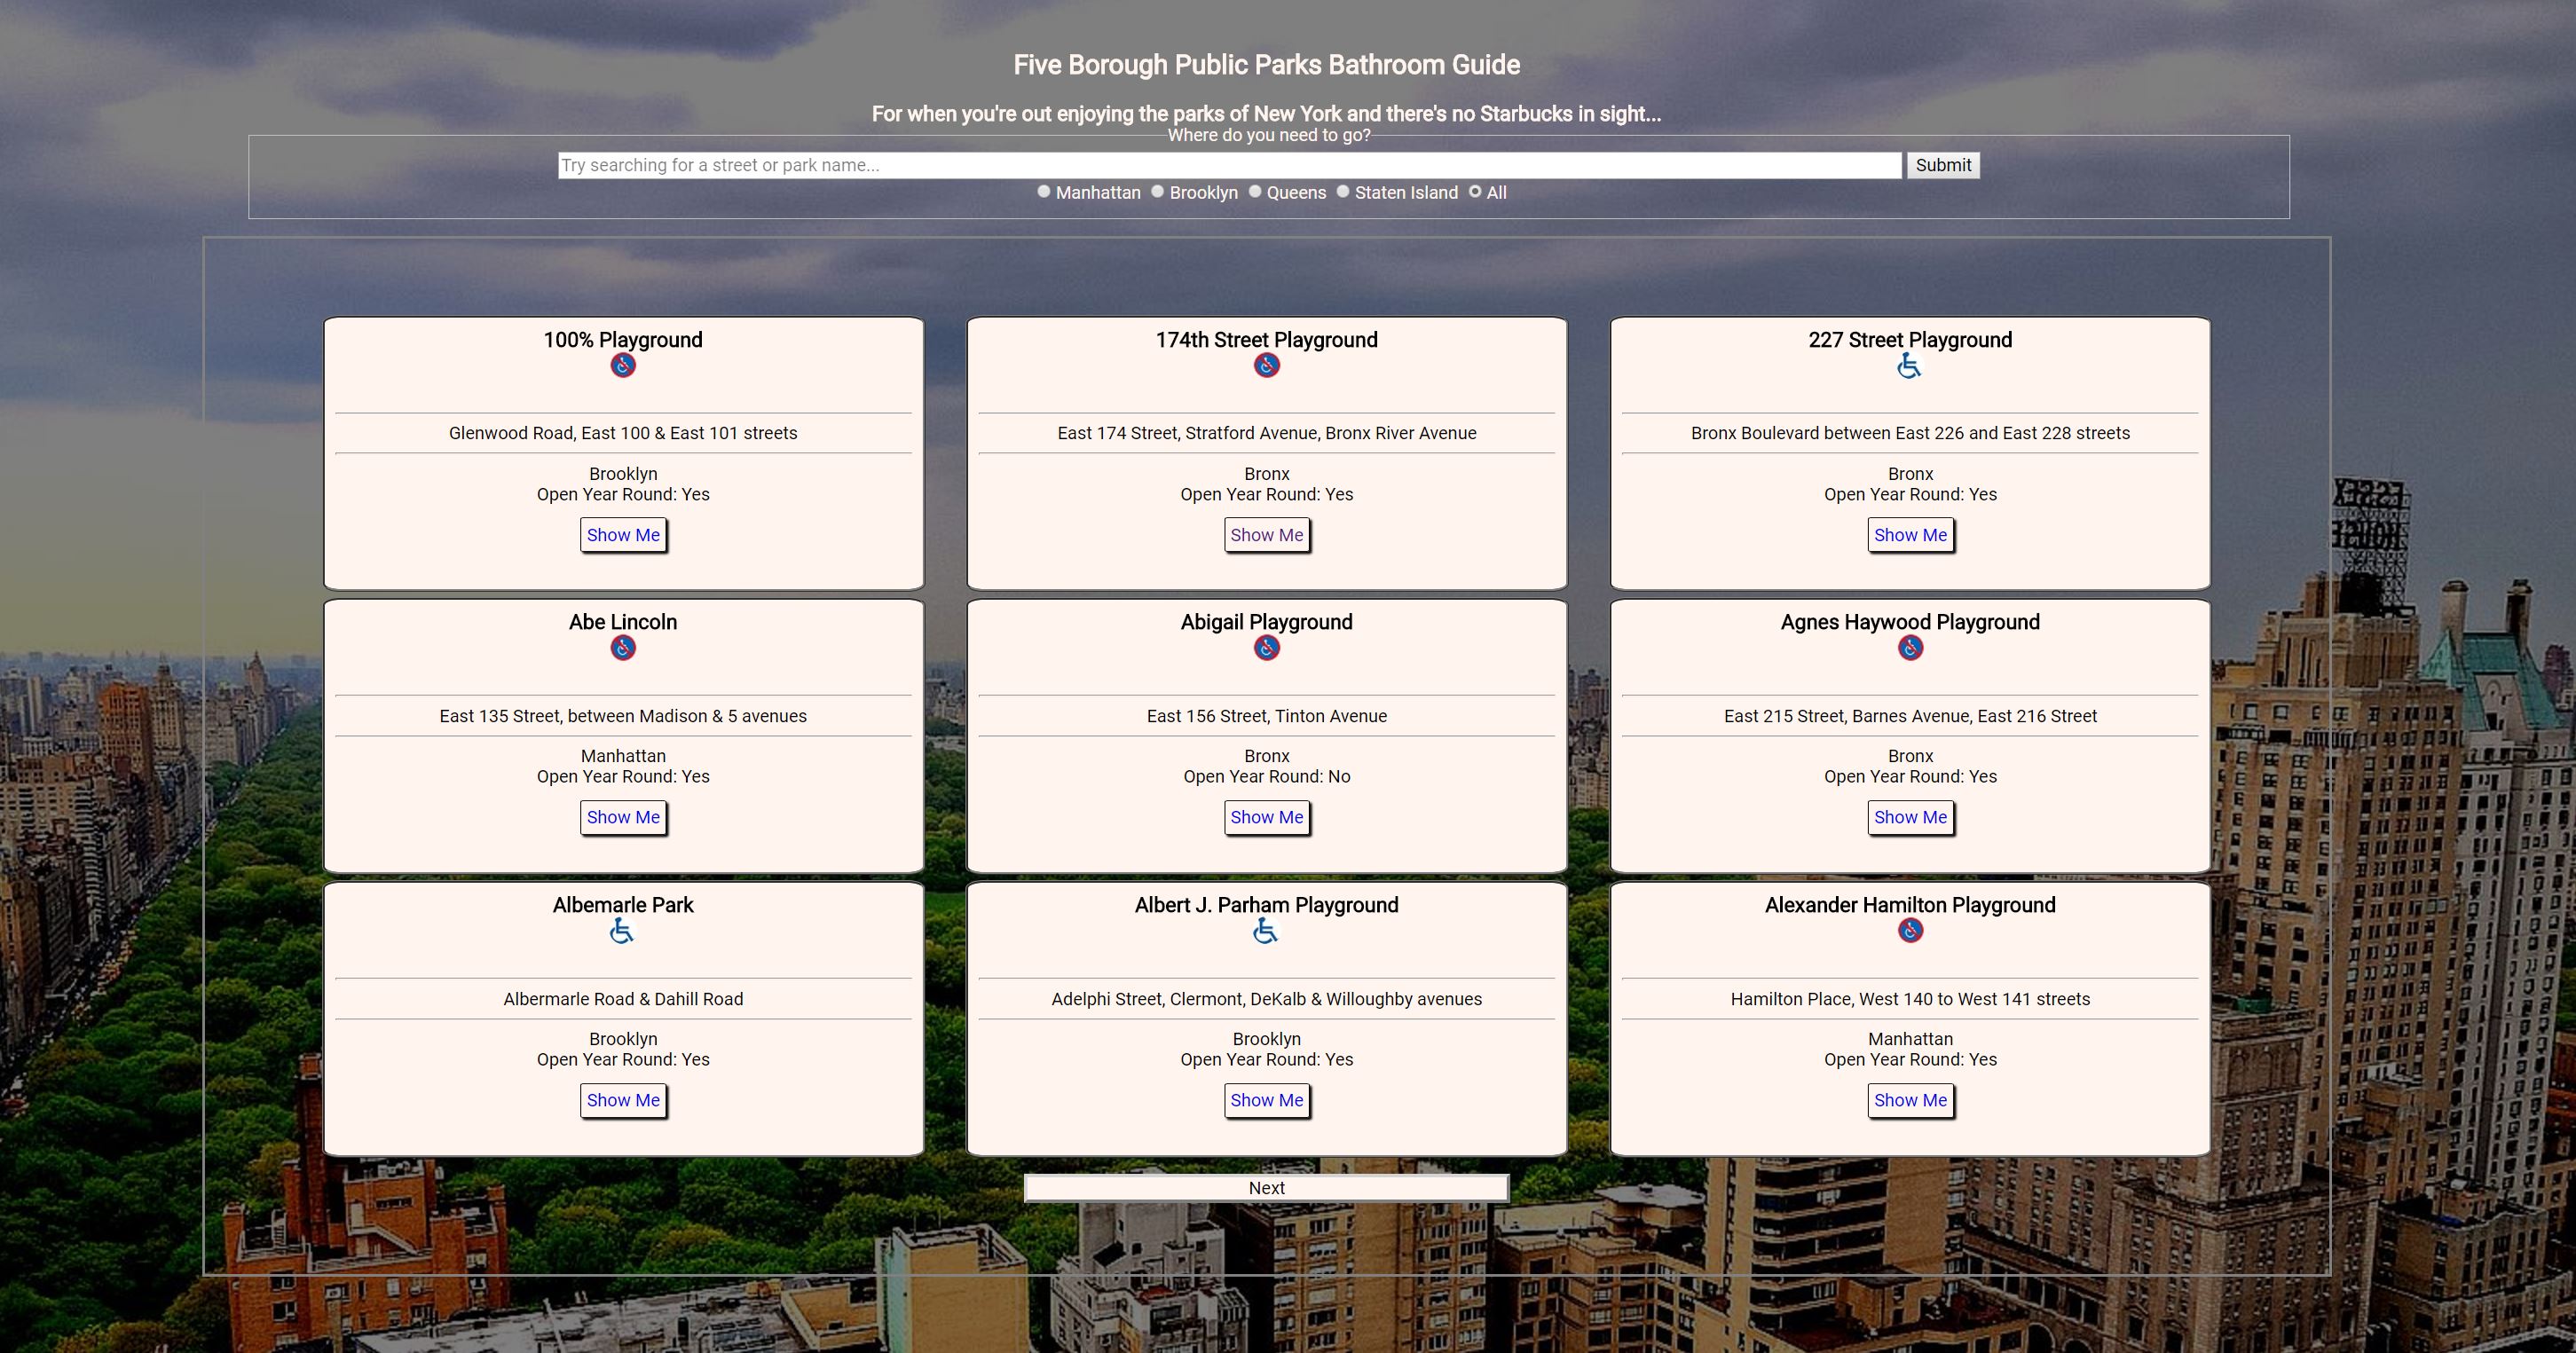 Five Borough Public Parks Bathroom Guide
For when you're out enjoying the parks of New York and there's no Starbucks in sight...
Where do you need to go?
Try searching for a street or park name...
Submit
Manhattan Brooklyn Queens Staten Island All
100% Playground
Glenwood Road, East 100 & East 101 streets
Brooklyn
Open Year Round: Yes
Show Me
174th Street Playground
East 174 Street, Stratford Avenue, Bronx River Avenue
Bronx
Open Year Round: Yes
Show Me
227 Street Playground
Bronx Boulevard between East 226 and East 228 streets
Bronx
Open Year Round: Yes
Show Me
Abe Lincoln
East 135 Street, between Madison & 5 avenues
Manhattan
Open Year Round: Yes
Show Me
Abigail Playground
East 156 Street, Tinton Avenue
Bronx
Open Year Round: No
Show Me
Agnes Haywood Playground
East 215 Street, Barnes Avenue, East 216 Street
Bronx
Open Year Round: Yes
Show Me
Albemarle Park
Albermarle Road & Dahill Road
Brooklyn
Open Year Round: Yes
Show Me
Albert J. Parham Playground
Adelphi Street, Clermont, DeKalb & Willoughby avenues
Brooklyn
Open Year Round: Yes
Show Me
Alexander Hamilton Playground
Hamilton Place, West 140 to West 141 streets
Manhattan
Open Year Round: Yes
Show Me
Next